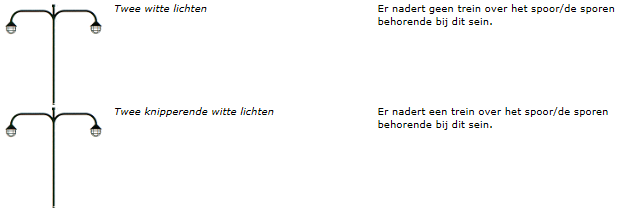 Twee witte lichten
Er nadert geen trein over het spoor/de sporen
behorende bij dit sein.
Twee knipperende witte lichten
Er nadert een trein over het spoor/de sporen
behorende bij dit sein.